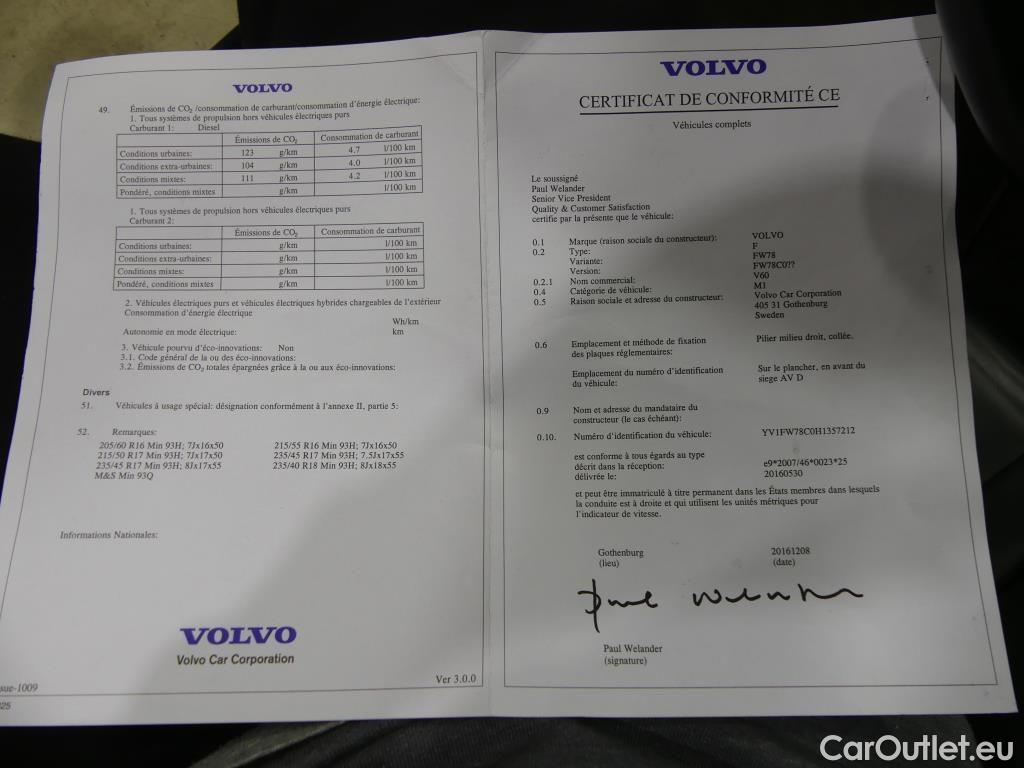 VOLVO
49. Émissions de CO2 /consommation de carburant/consommation d'énergie électrique:
1. Tous systèmes de propulsion hors véhicules électriques purs
Carburant 1: Diesel
Émissions de CO2 Consommation de carburant
Conditions urbaines: 123 g/km 4.7 l/100 km
Conditions extra-urbaines: 104 g/km 4.0 l/100 km
Conditions mixtes: 111 g/km 4.2 l/100 km
Pondéré, conditions mixtes g/km l/100 km
1. Tous systèmes de propulsion hors véhicules électriques purs
Carburant 2:
Émissions de CO2 Consommation de carburant
Conditions urbaines: g/km l/100 km
Conditions extra-urbaines: g/km l/100 km
Conditions mixtes: g/km l/100 km
Pondéré, conditions mixtes g/km l/100 km
2. Véhicules électriques purs et véhicules électriques hybrides chargeables de l'extérieur
Consommation d'énergie électrique
Wh/km
Autonomie en mode électrique: km
3. Véhicule pourvu d'éco-innovations: Non
3.1. Code général de la ou des éco-innovations:
3.2. Émissions de CO2 totales épargnées grâce à la ou aux éco-innovations:
Divers
51. Véhicules à usage spécial: désignation conformément à l'annexe II, partie 5:
52. Remarques:
205/60 R16 Min 93H; 7Jx16x50 215/55 R16 Min 93H; 7Jx16x50
215/50 R17 Min 93H; 7Jx17x50 235/45 R17 Min 93H; 7.5Jx17x55
235/45 R17 Min 93H; 8Jx17x55 235/40 R18 Min 93H; 8Jx18x55
M&S Min 93Q
Informations Nationales:
VOLVO
Volvo Car Corporation
Ver 3.0.0
sue-1009
25
VOLVO
CERTIFICAT DE CONFORMITÉ CE
Véhicules complets
Le soussigné
Paul Welander
Senior Vice President
Quality & Customer Satisfaction
certifie par la présente que le véhicule:
0.1 Marque (raison sociale du constructeur): VOLVO
0.2 Type: F
Variante: FW78
Version: FW78C0??
0.2.1 Nom commercial: V60
0.4 Catégorie de véhicule: M1
0.5 Raison sociale et adresse du constructeur: Volvo Car Corporation
405 31 Gothenburg
Sweden
0.6 Emplacement et méthode de fixation des plaques réglementaires: Pilier milieu droit, collée.
Emplacement du numéro d'identification du véhicule: Sur le plancher, en avant du siege AV D
0.9 Nom et adresse du mandataire du
constructeur (le cas échéant):
0.10. Numéro d'identification du véhicule: YV1FW78C0H1357212
est conforme à tous égards au type
décrit dans la réception: e9*2007/46*0023*25
délivrée le: 20160530
et peut être immatriculé à titre permanent dans les États membres dans lesquels
la conduite est à droite et qui utilisent les unités métriques pour
l'indicateur de vitesse.
Gothenburg 20161208
(lieu) (date)
Paul Welander
Paul Welander
(signature)
CarOutlet.eu